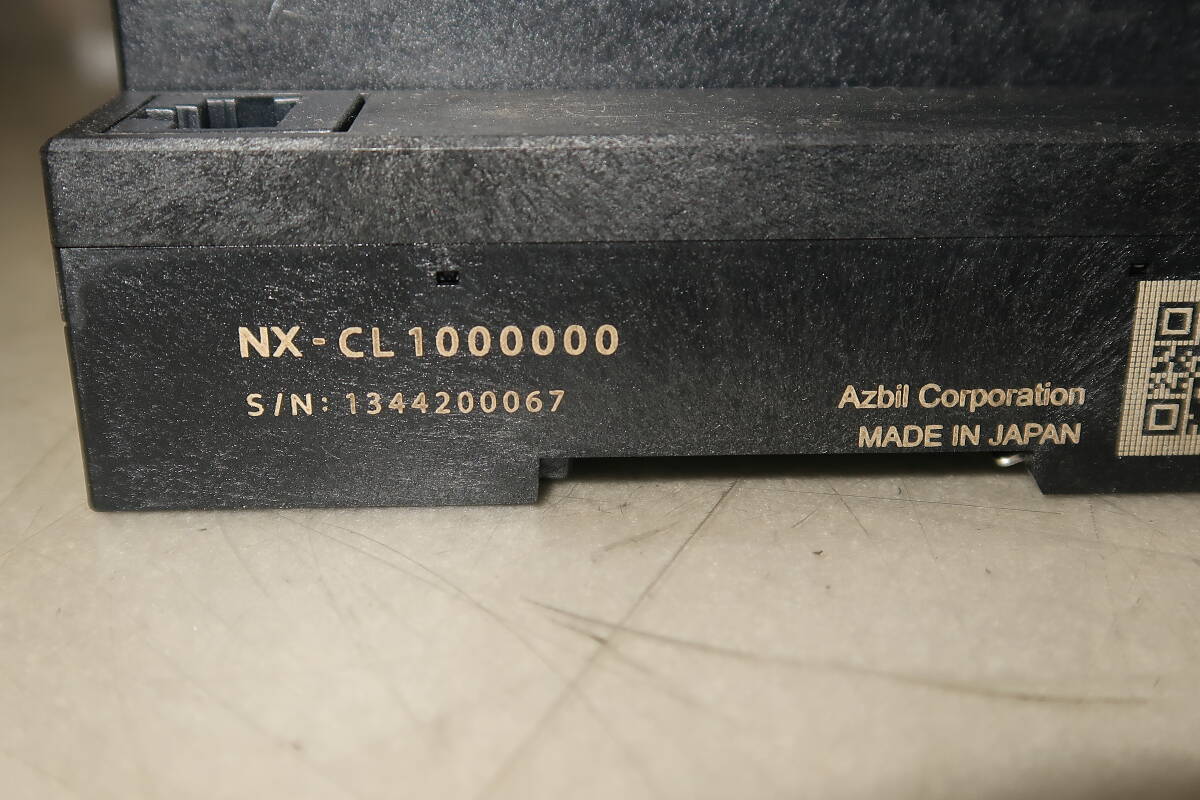 NX-CL1000000
S/N: 1344200067
Azbil Corporation
MADE IN JAPAN